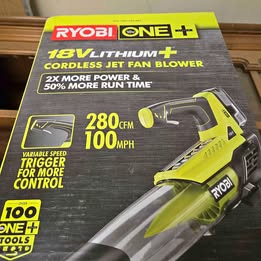 RYOBI ONE+
18V LITHIUM+
CORDLESS JET FAN BLOWER
2X MORE POWER &
50% MORE RUN TIME*
280 CFM
100 MPH
VARIABLE SPEED
TRIGGER
FOR MORE
CONTROL
RYOBI
OVER
100
ONE+
TOOLS